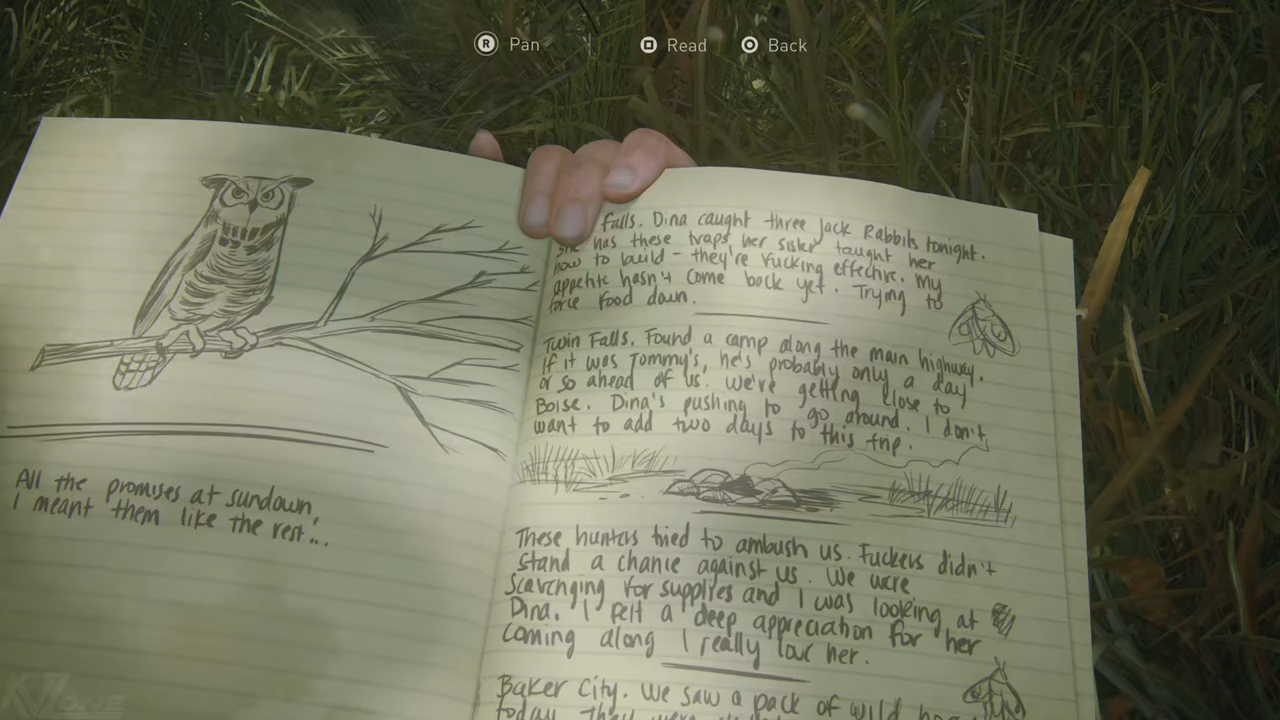 R Pan
Read
Back
Falls. Dina caught three Jack Rabbits tonight.
She has these traps her sister taught her
how to build - they're fucking effective. My
appetite hasn't come back yet. Trying to
force food down.
Twin Falls. Found a camp along the main highway.
If it was Tommy's, he's probably only a day
or so ahead of us. We're getting close to
Boise. Dina's pushing to go around. I don't
want to add two days to this trip.
All the promises at sundown,
I meant them like the rest...
These hunters tried to ambush us. Fuckers didn't
stand a chance against us. We were
scavenging for supplies and I was looking at
Dina. I felt a deep appreciation for her
coming along I really love her.
Baker City. We saw a pack of wild
today. They were